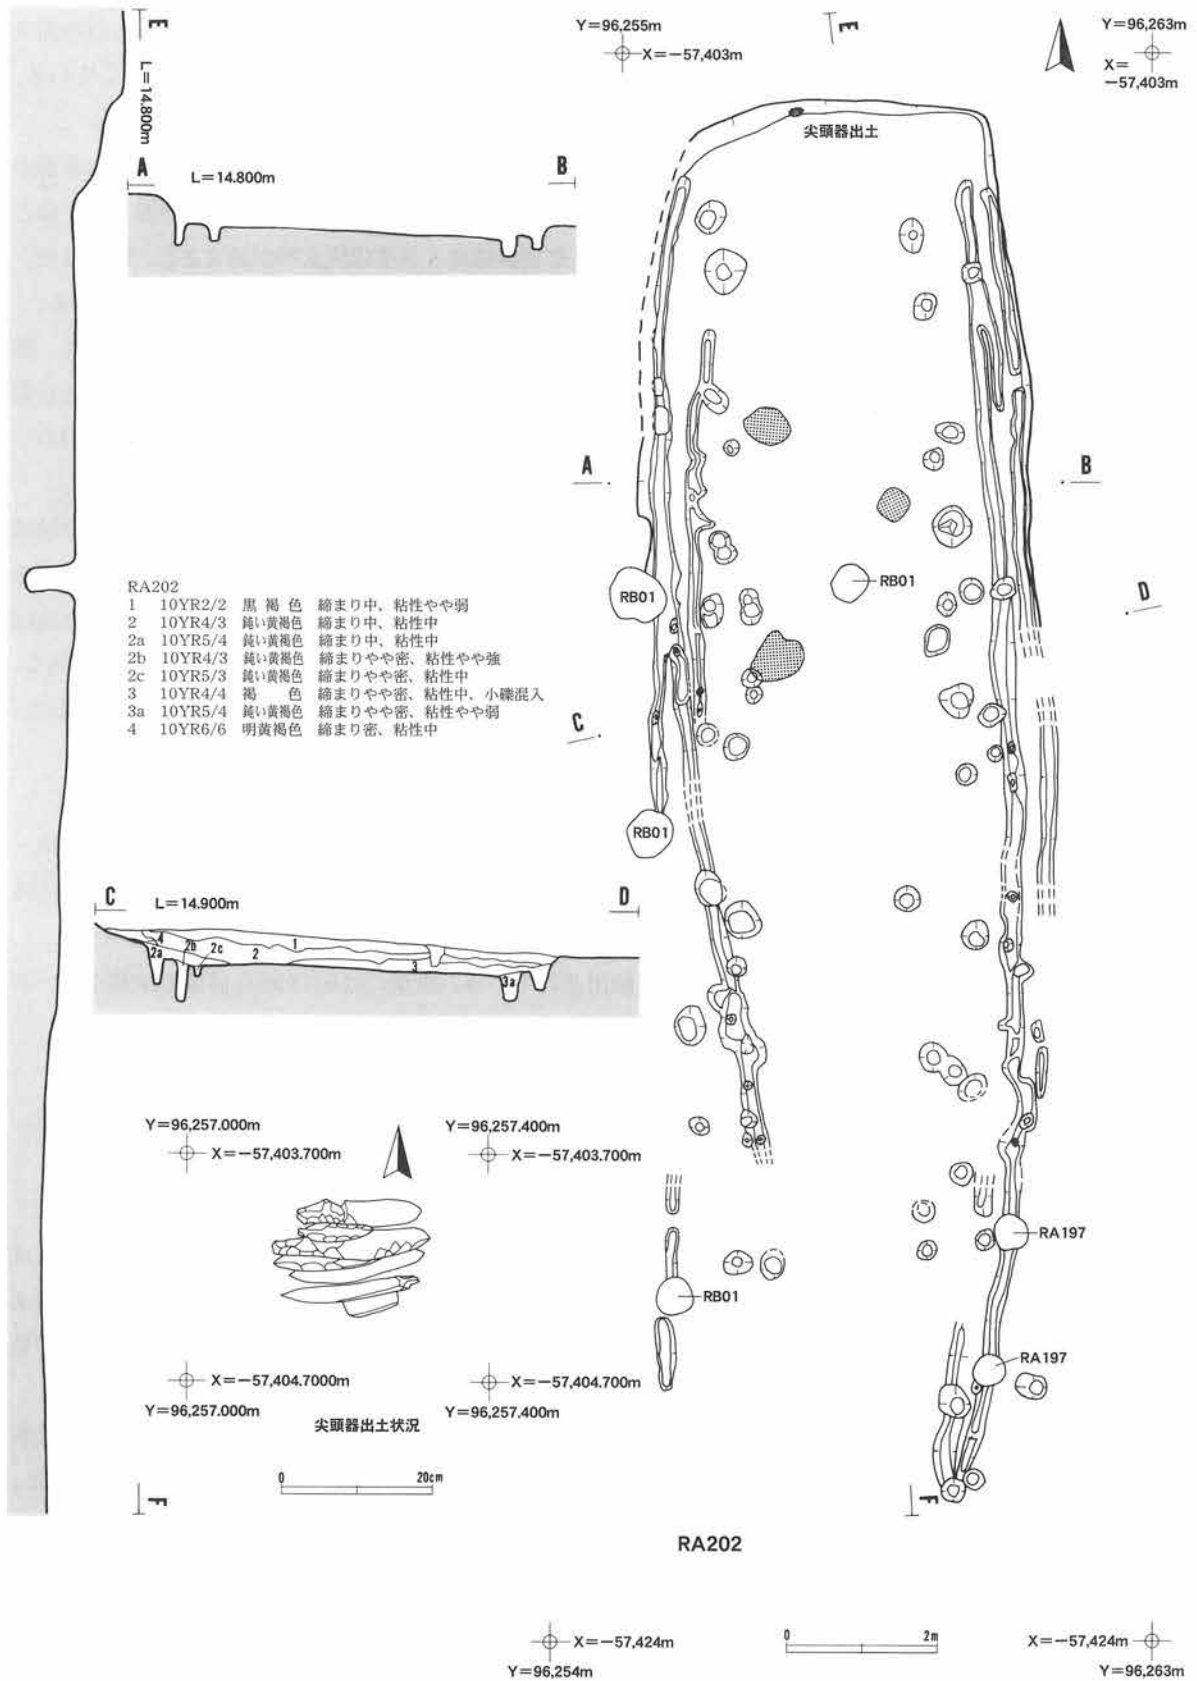 E
L=14.800m
Y=96,255m
X=-57,403m
E
Y=96,263m
X=
-57,403m
尖頭器出土
A
L=14.800m
B
A
B
RB01
RB01
D
C
RB01
RA202
1 10YR2/2 黒褐色 締まり中、粘性やや弱
2 10YR4/3 鈍い黄褐色 締まり中、粘性中
2a 10YR5/4 鈍い黄褐色 締まり中、粘性中
2b 10YR4/3 鈍い黄褐色 締まりやや密、粘性やや強
2c 10YR5/3 鈍い黄褐色 締まりやや密、粘性中
3 10YR4/4 褐色 締まりやや密、粘性中、小礫混入
3a 10YR5/4 鈍い黄褐色 締まりやや密、粘性やや弱
4 10YR6/6 明黄褐色 締まり密、粘性中
C
L=14.900m
D
4
2a
2b
2c
2
1
3
3a
Y=96,257.000m
X=-57,403.700m
Y=96,257.400m
X=-57,403.700m
X=-57,404.7000m
Y=96,257.000m
X=-57,404.700m
Y=96,257.400m
尖頭器出土状況
0 20cm
RA197
RB01
RA197
F
F
RA202
X=-57,424m
Y=96,254m
0 2m
X=-57,424m
Y=96,263m